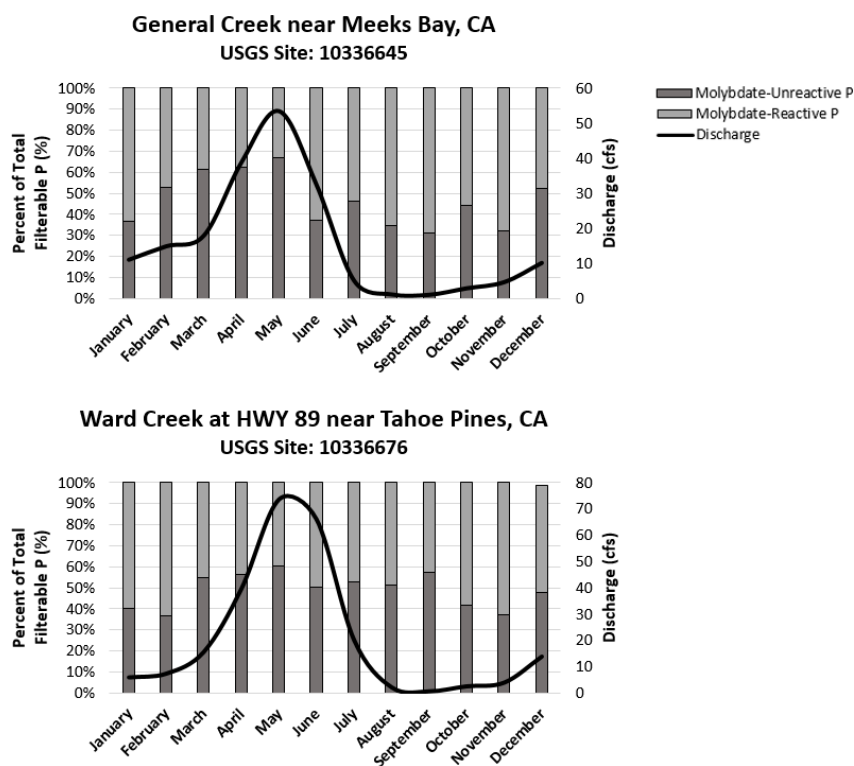 General Creek near Meeks Bay, CA
USGS Site: 10336645
100%
90%
80%
70%
60%
50%
40%
30%
20%
10%
0%
Percent of Total
Filterable P (%)
60
50
40
30
20
10
0
Discharge (cfs)
January
February
March
April
May
June
July
August
September
October
November
December
Molybdate-Unreactive P
Molybdate-Reactive P
Discharge
Ward Creek at HWY 89 near Tahoe Pines, CA
USGS Site: 10336676
100%
90%
80%
70%
60%
50%
40%
30%
20%
10%
0%
Percent of Total
Filterable P (%)
80
70
60
50
40
30
20
10
0
Discharge (cfs)
January
February
March
April
May
June
July
August
September
October
November
December